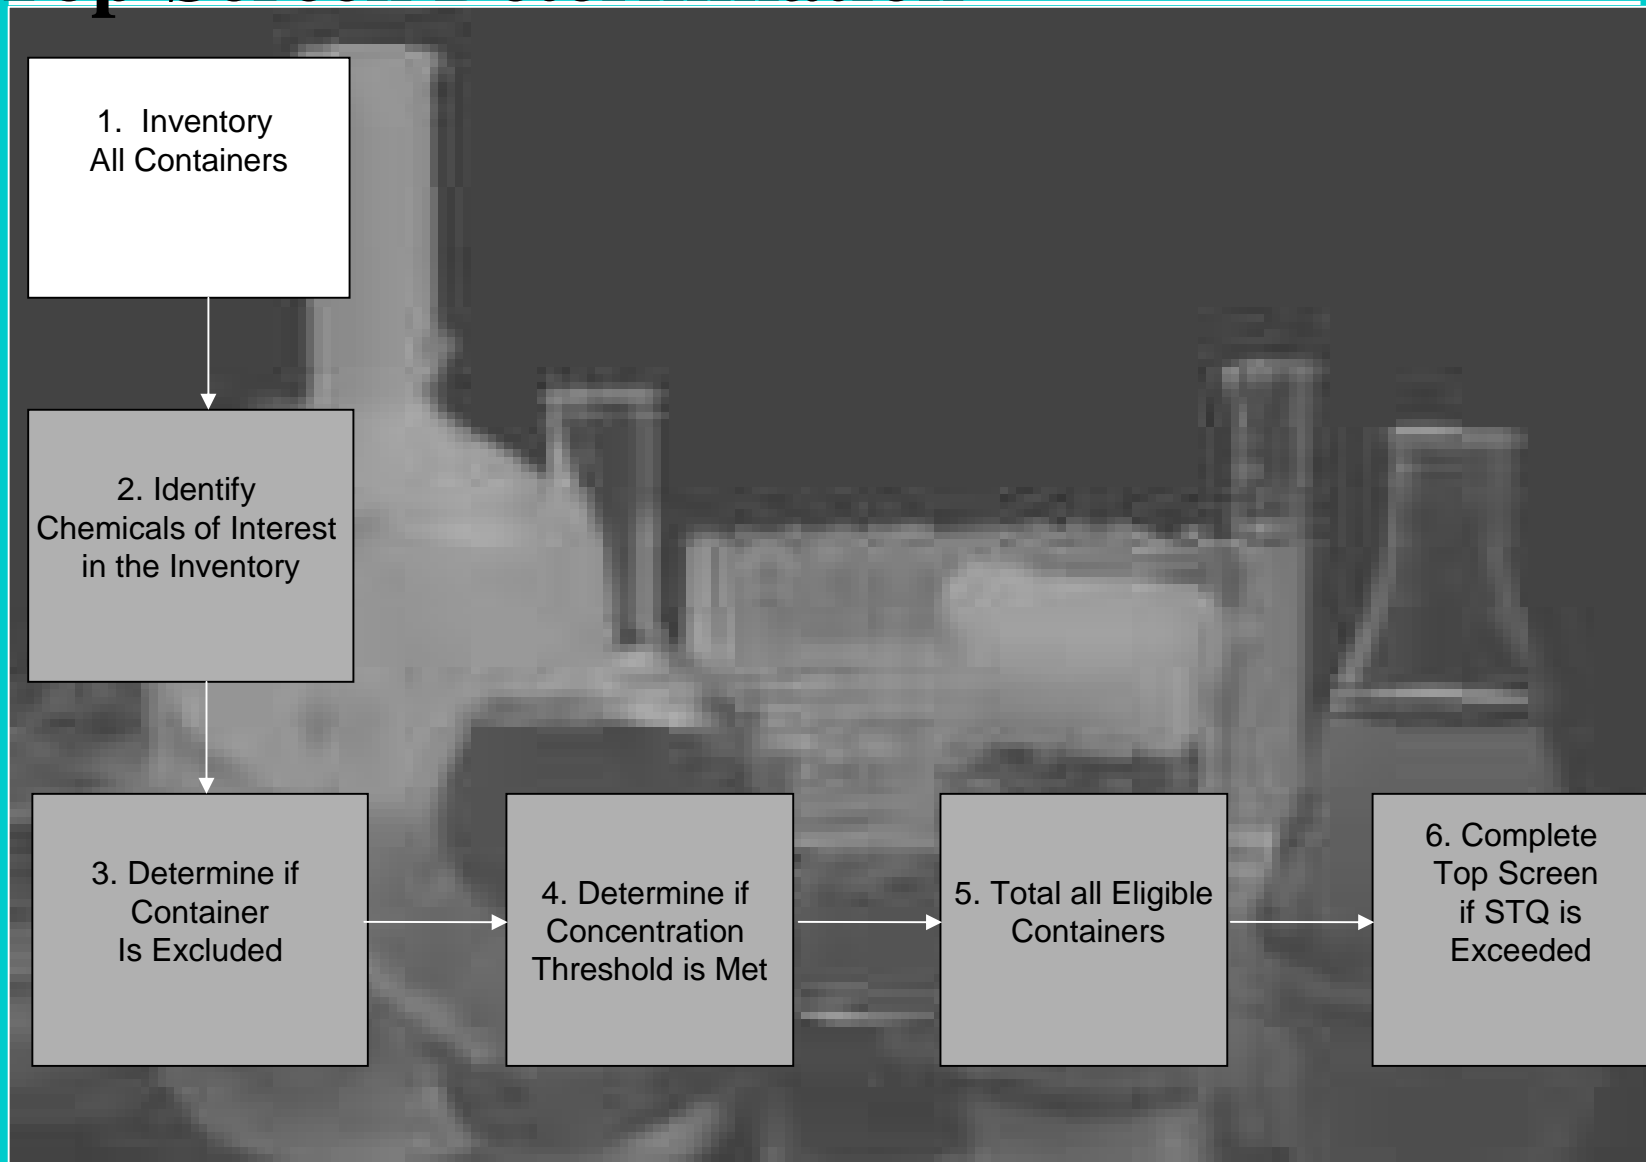 1. Inventory
All Containers
2. Identify
Chemicals of Interest
in the Inventory
3. Determine if
Container
Is Excluded
4. Determine if
Concentration
Threshold is Met
5. Total all Eligible
Containers
6. Complete
Top Screen
if STQ is
Exceeded